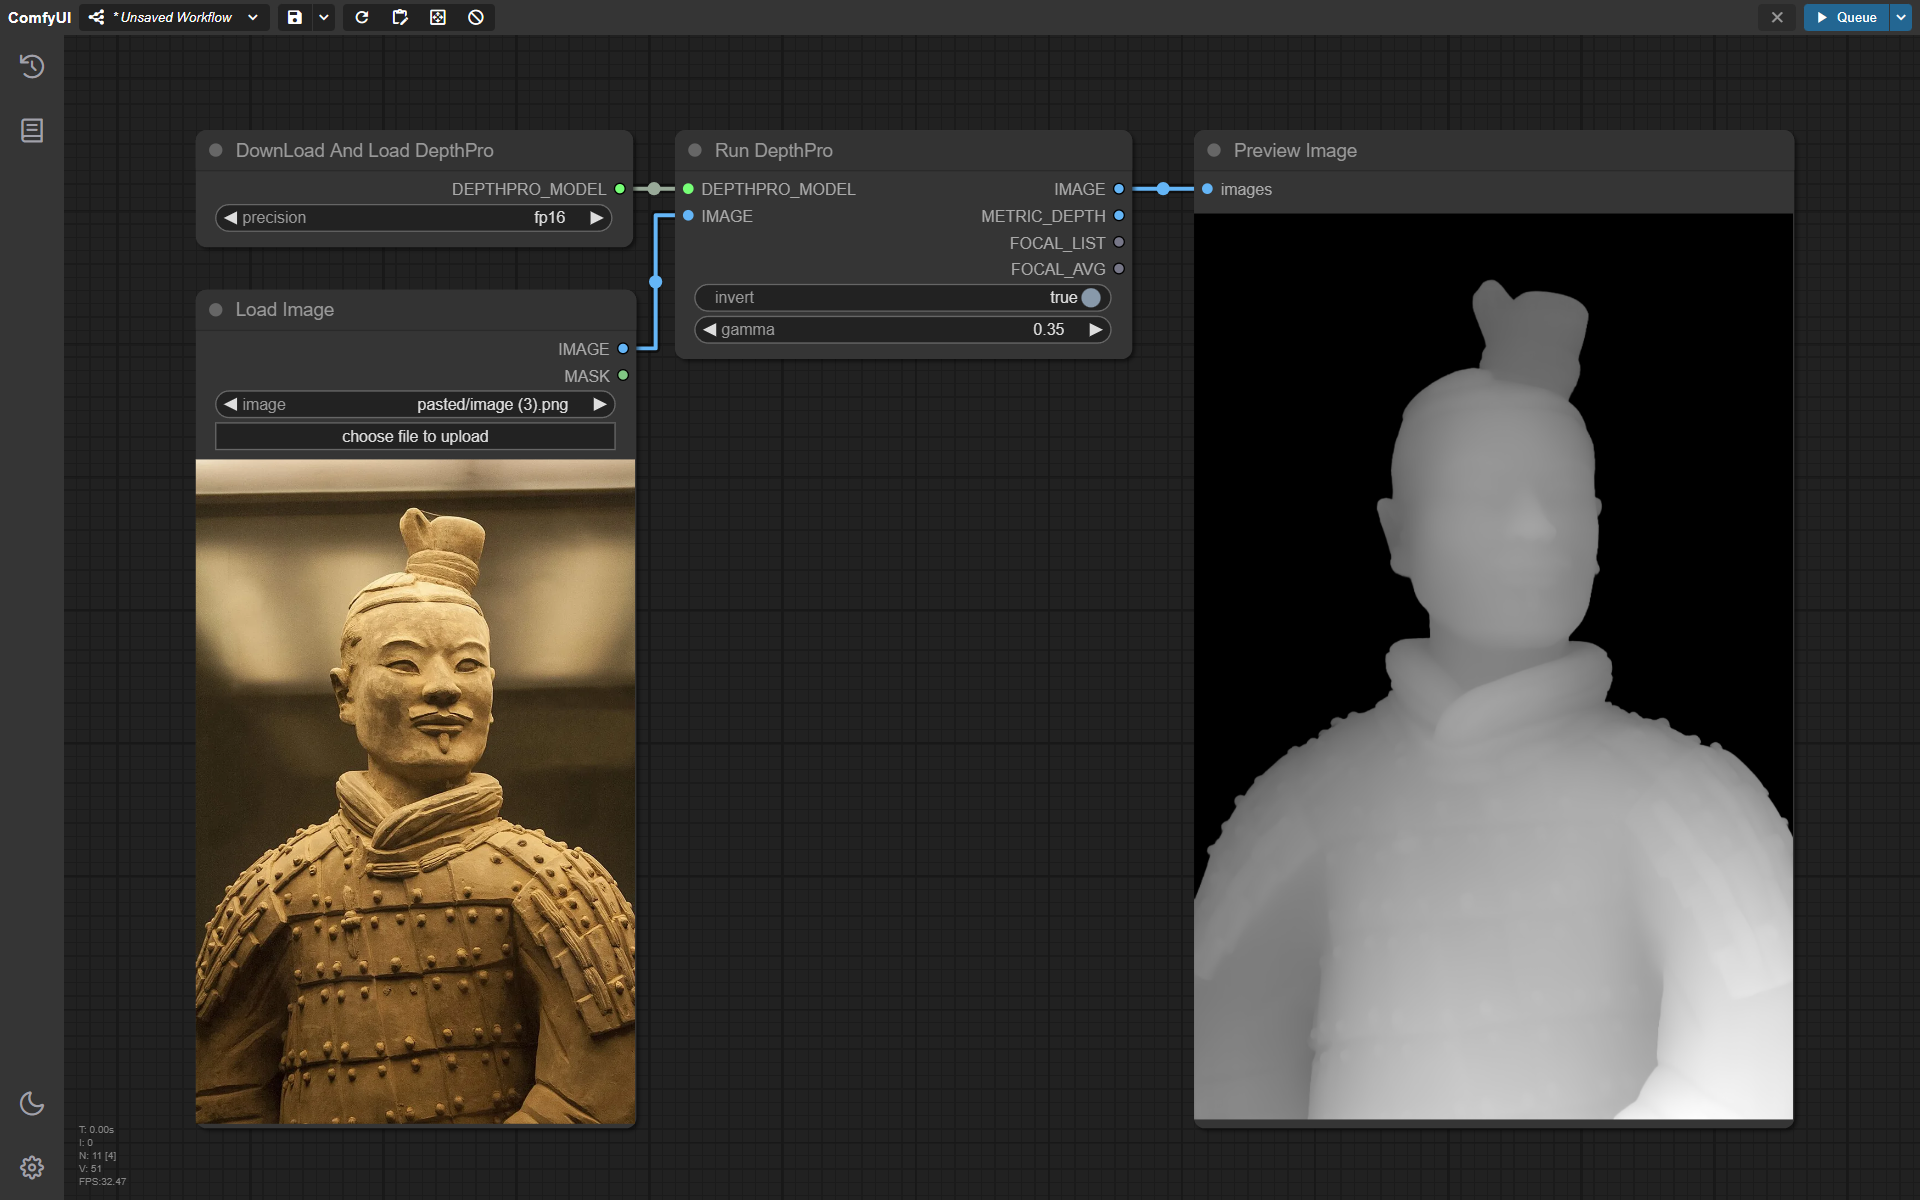 ComfyUI
* Unsaved Workflow
Queue
DownLoad And Load DepthPro
DEPTHPRO_MODEL
precision fp16
Load Image
IMAGE
MASK
image pasted/image (3).png
choose file to upload
Run DepthPro
DEPTHPRO_MODEL IMAGE
IMAGE METRIC_DEPTH
FOCAL_LIST
FOCAL_AVG
invert true
gamma 0.35
Preview Image
images
T: 0.00s
I: 0
N: 11 [4]
V: 51
FPS:32.47